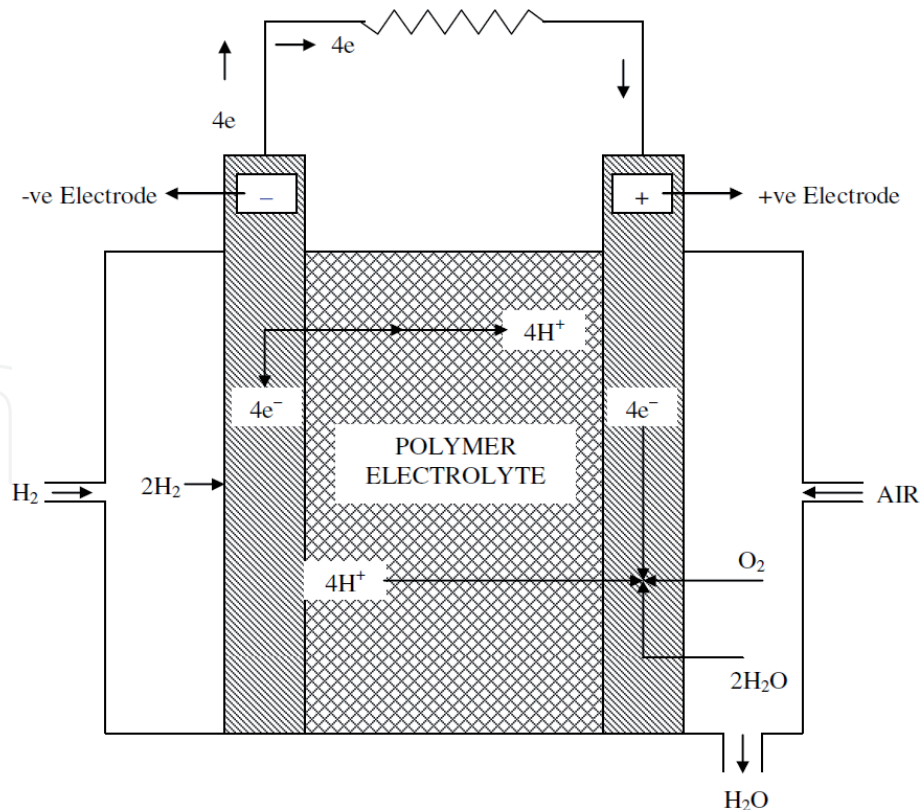 4e
4e
-ve Electrode
–
+
+ve Electrode
4H⁺
4e⁻
4e⁻
POLYMER
ELECTROLYTE
H₂
2H₂
AIR
4H⁺
O₂
2H₂O
H₂O